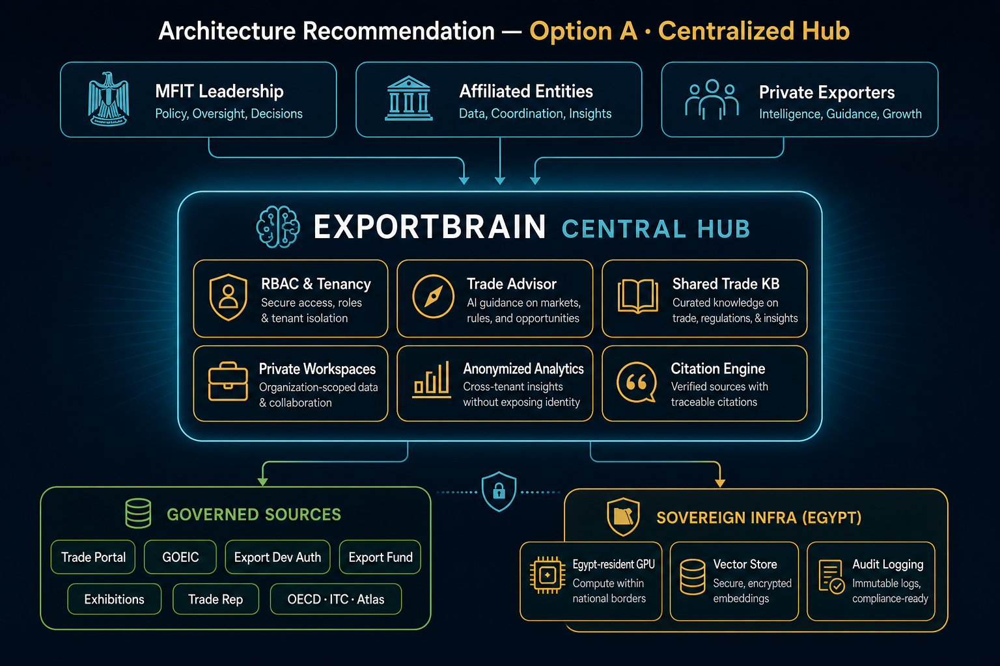 Architecture Recommendation — Option A · Centralized Hub
MFIT Leadership
Policy, Oversight, Decisions
Affiliated Entities
Data, Coordination, Insights
Private Exporters
Intelligence, Guidance, Growth
EXPORTBRAIN CENTRAL HUB
RBAC & Tenancy
Secure access, roles
& tenant isolation
Trade Advisor
AI guidance on markets,
rules, and opportunities
Shared Trade KB
Curated knowledge on
trade, regulations, & insights
Private Workspaces
Organization-scoped data
& collaboration
Anonymized Analytics
Cross-tenant insights
without exposing identity
Citation Engine
Verified sources with
traceable citations
GOVERNED SOURCES
Trade Portal
GOEIC
Export Dev Auth
Export Fund
Exhibitions
Trade Rep
OECD · ITC · Atlas
SOVEREIGN INFRA (EGYPT)
Egypt-resident GPU
Compute within
national borders
Vector Store
Secure, encrypted
embeddings
Audit Logging
Immutable logs,
compliance-ready